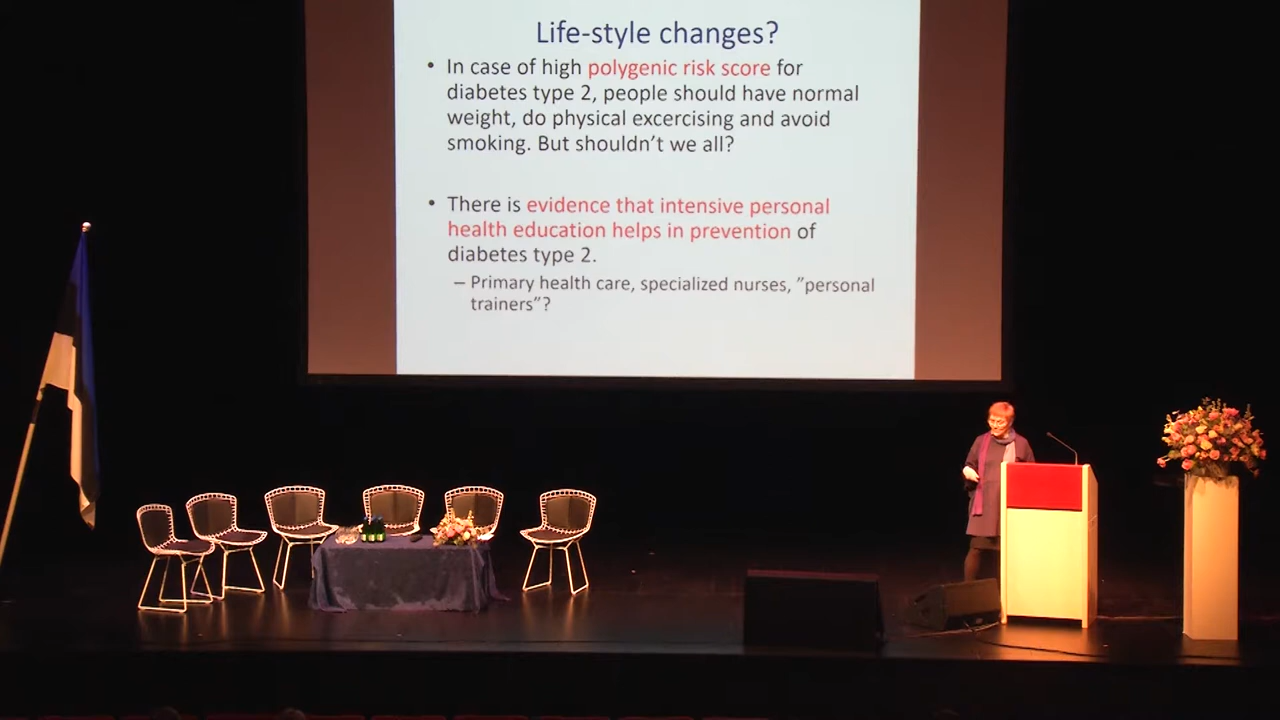 Life-style changes?
• In case of high polygenic risk score for
diabetes type 2, people should have normal
weight, do physical excercising and avoid
smoking. But shouldn't we all?
• There is evidence that intensive personal
health education helps in prevention of
diabetes type 2.
– Primary health care, specialized nurses, ”personal
trainers”?